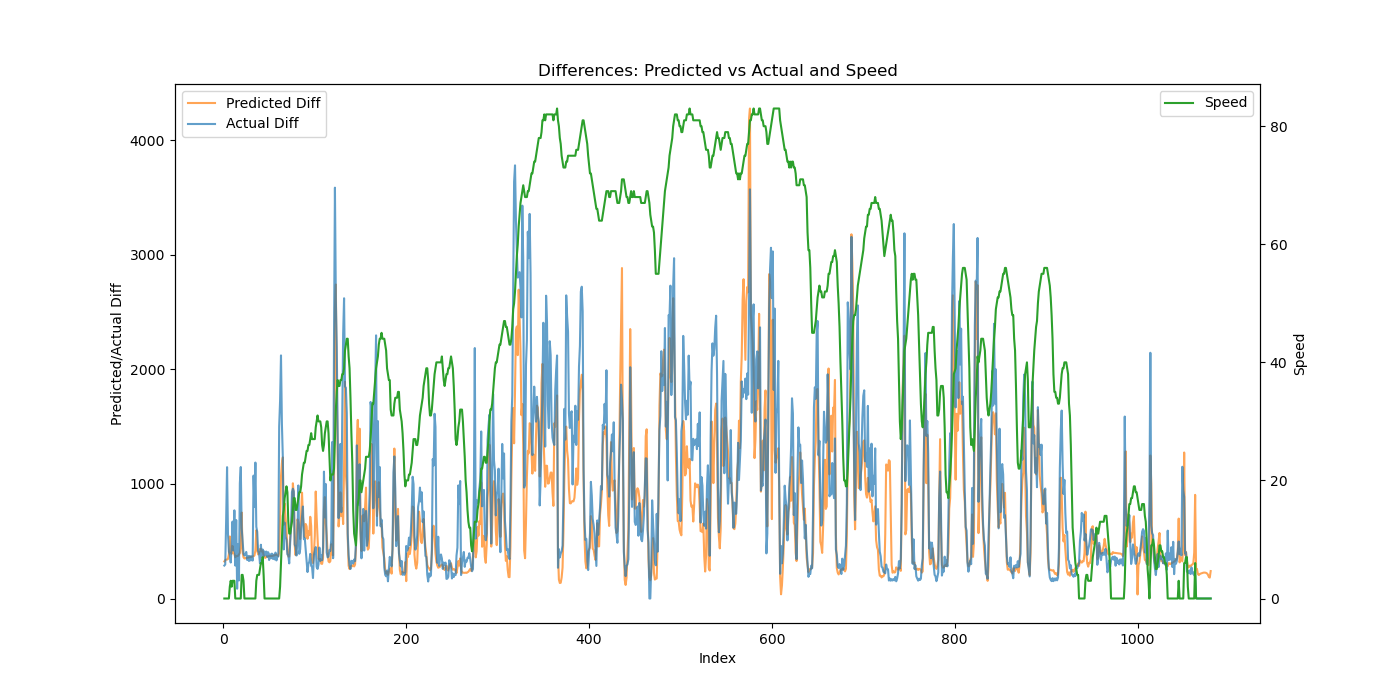 Differences: Predicted vs Actual and Speed
Predicted Diff
Actual Diff
Speed
4000
3000
2000
1000
0
Predicted/Actual Diff
80
60
40
20
0
Speed
0
200
400
600
800
1000
Index